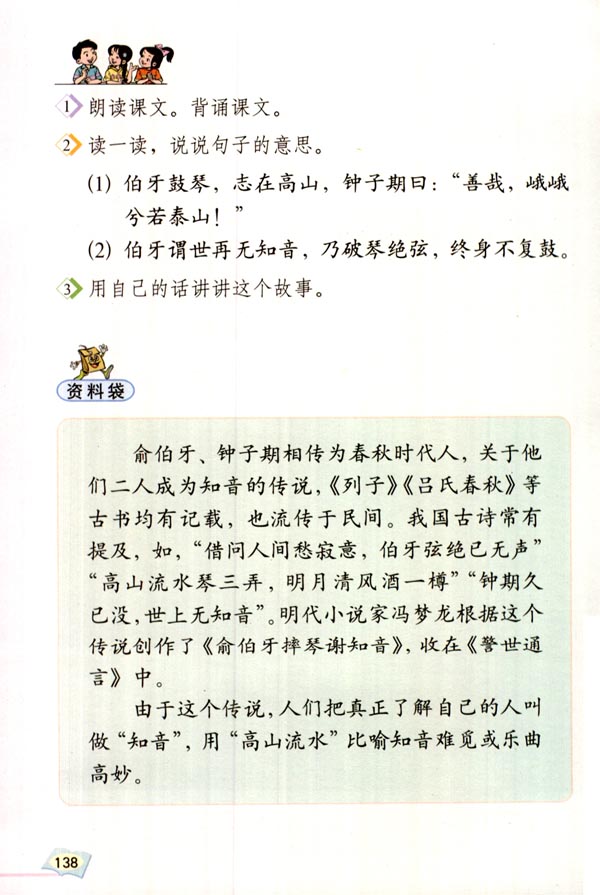 1 朗读课文。背诵课文。
2 读一读，说说句子的意思。
(1) 伯牙鼓琴，志在高山，钟子期曰：“善哉，峨峨
兮若泰山！”
(2) 伯牙谓世再无知音，乃破琴绝弦，终身不复鼓。
3 用自己的话讲讲这个故事。
资料袋
俞伯牙、钟子期相传为春秋时代人，关于他
们二人成为知音的传说，《列子》《吕氏春秋》等
古书均有记载，也流传于民间。我国古诗常有
提及，如，“借问人间愁寂意，伯牙弦绝已无声”
“高山流水琴三弄，明月清风酒一樽”“钟期久
已没，世上无知音”。明代小说家冯梦龙根据这个
传说创作了《俞伯牙摔琴谢知音》，收在《警世通
言》中。
由于这个传说，人们把真正了解自己的人叫
做“知音”，用“高山流水”比喻知音难觅或乐曲
高妙。
138